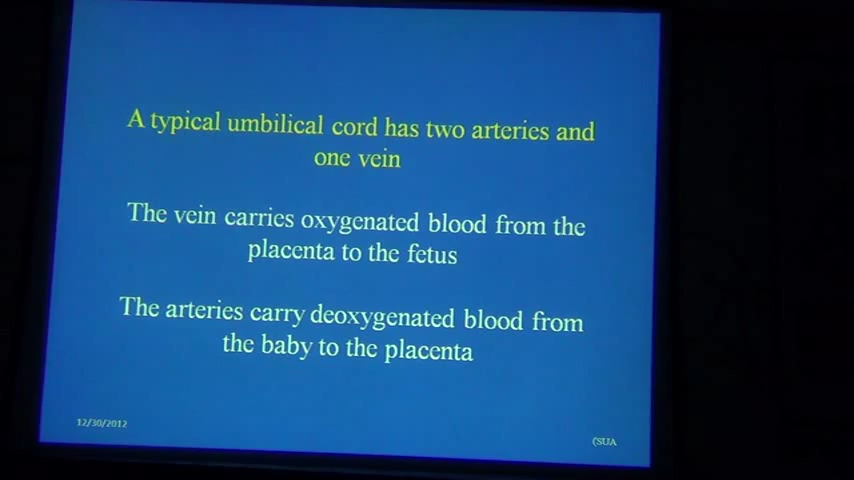 A typical umbilical cord has two arteries and
one vein
The vein carries oxygenated blood from the
placenta to the fetus
The arteries carry deoxygenated blood from
the baby to the placenta
12/30/2012
(SUA